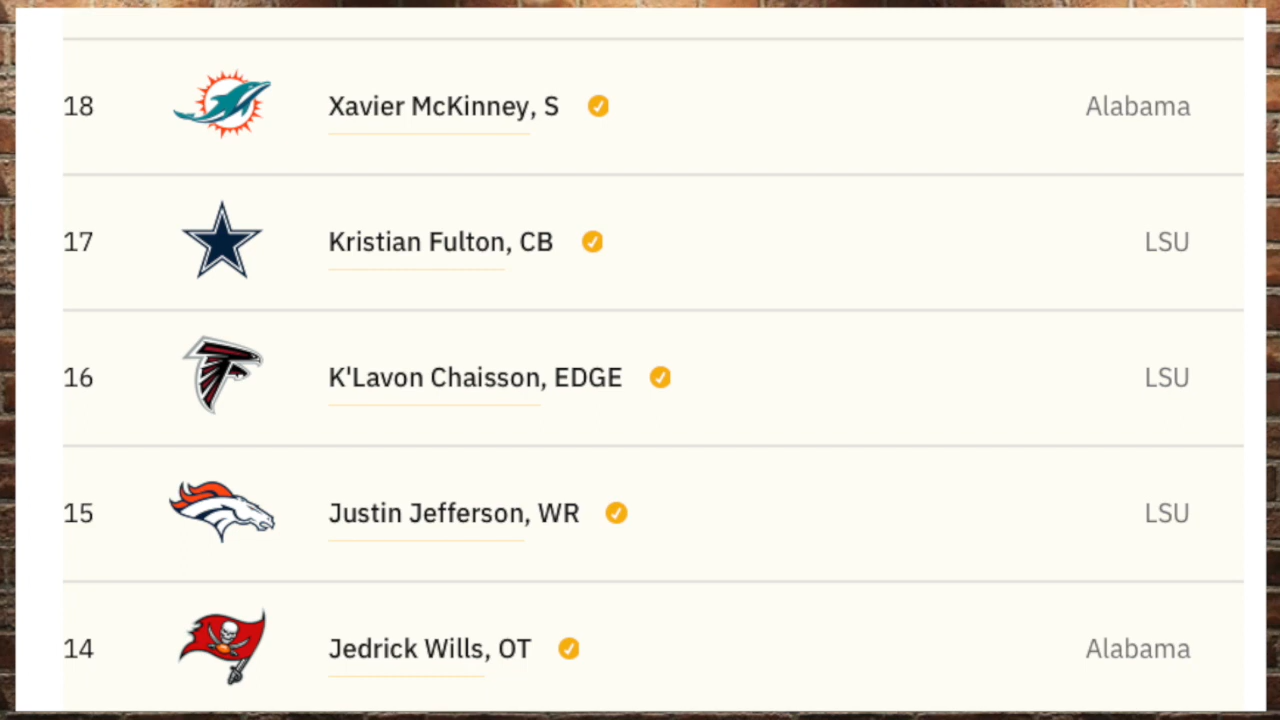 18 Xavier McKinney, S Alabama
17 Kristian Fulton, CB LSU
16 K'Lavon Chaisson, EDGE LSU
15 Justin Jefferson, WR LSU
14 Jedrick Wills, OT Alabama